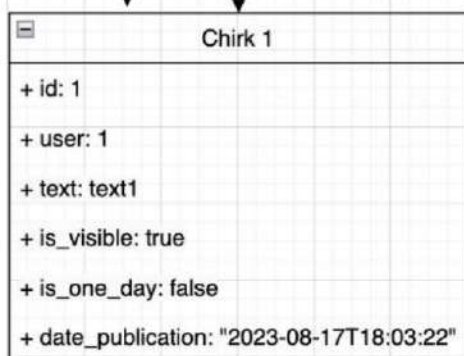 Chirk 1
+ id: 1
+ user: 1
+ text: text1
+ is_visible: true
+ is_one_day: false
+ date_publication: "2023-08-17T18:03:22"